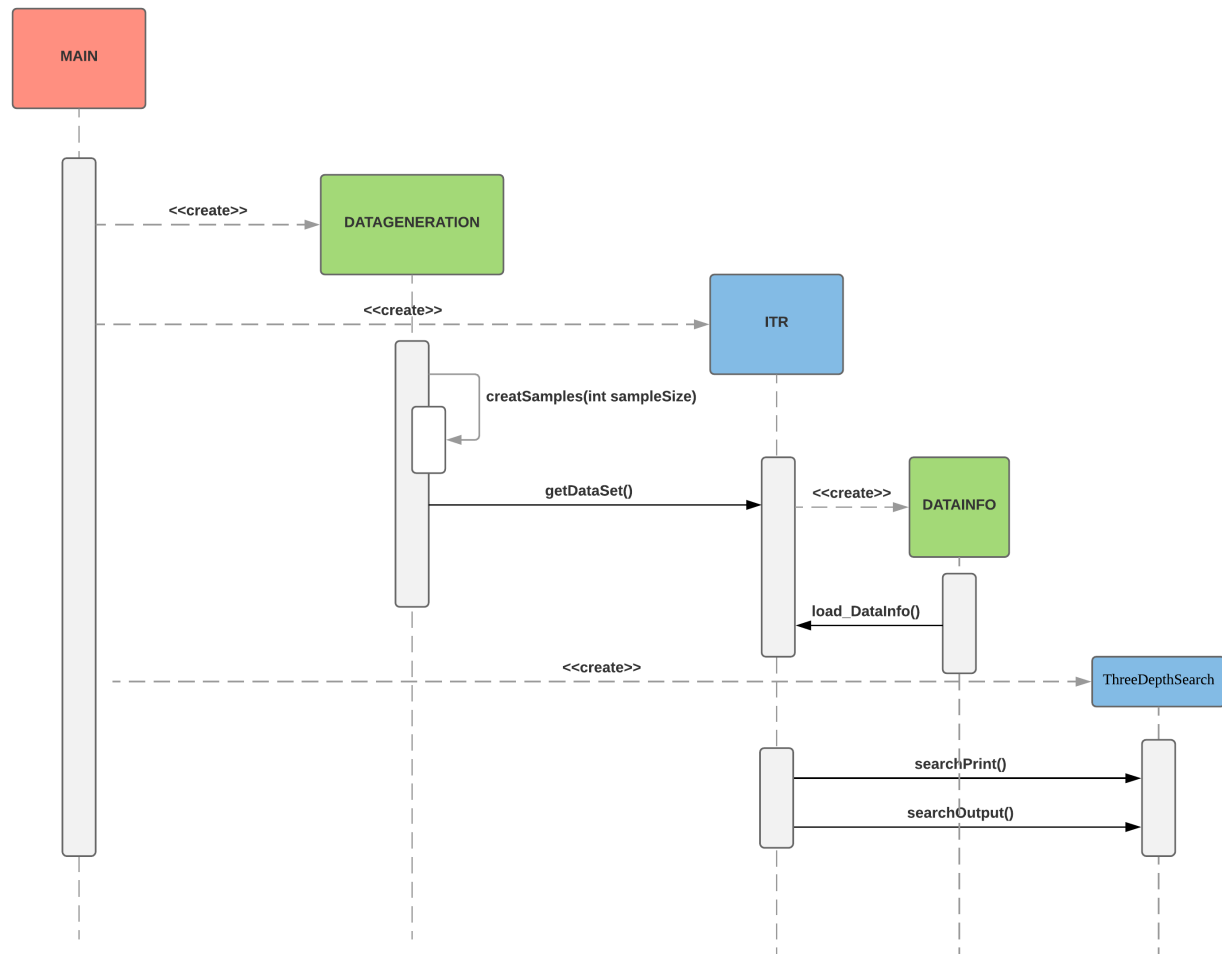 MAIN
<<create>>
DATAGENERATION
<<create>>
ITR
creatSamples(int sampleSize)
getDataSet()
<<create>>
DATAINFO
load_DataInfo()
<<create>>
ThreeDepthSearch
searchPrint()
searchOutput()